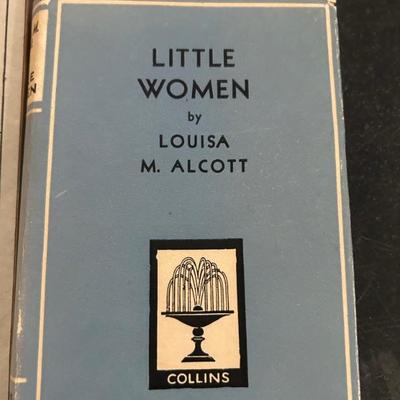 LITTLE
WOMEN
by
LOUISA
M. ALCOTT
COLLINS